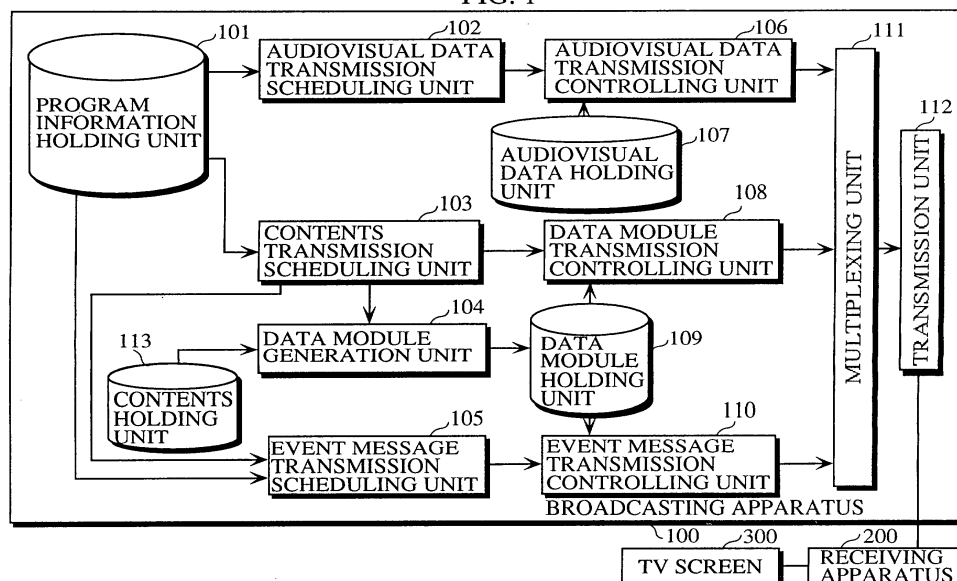 101
PROGRAM
INFORMATION
HOLDING UNIT
102
AUDIOVISUAL DATA
TRANSMISSION
SCHEDULING UNIT
106
AUDIOVISUAL DATA
TRANSMISSION
CONTROLLING UNIT
111
MULTIPLEXING UNIT
112
TRANSMISSION UNIT
107
AUDIOVISUAL
DATA HOLDING
UNIT
103
CONTENTS
TRANSMISSION
SCHEDULING UNIT
108
DATA MODULE
TRANSMISSION
CONTROLLING UNIT
104
DATA MODULE
GENERATION UNIT
109
DATA
MODULE
HOLDING
UNIT
113
CONTENTS
HOLDING
UNIT
105
EVENT MESSAGE
TRANSMISSION
SCHEDULING UNIT
110
EVENT MESSAGE
TRANSMISSION
CONTROLLING UNIT
BROADCASTING APPARATUS
100
300
TV SCREEN
200
RECEIVING
APPARATUS